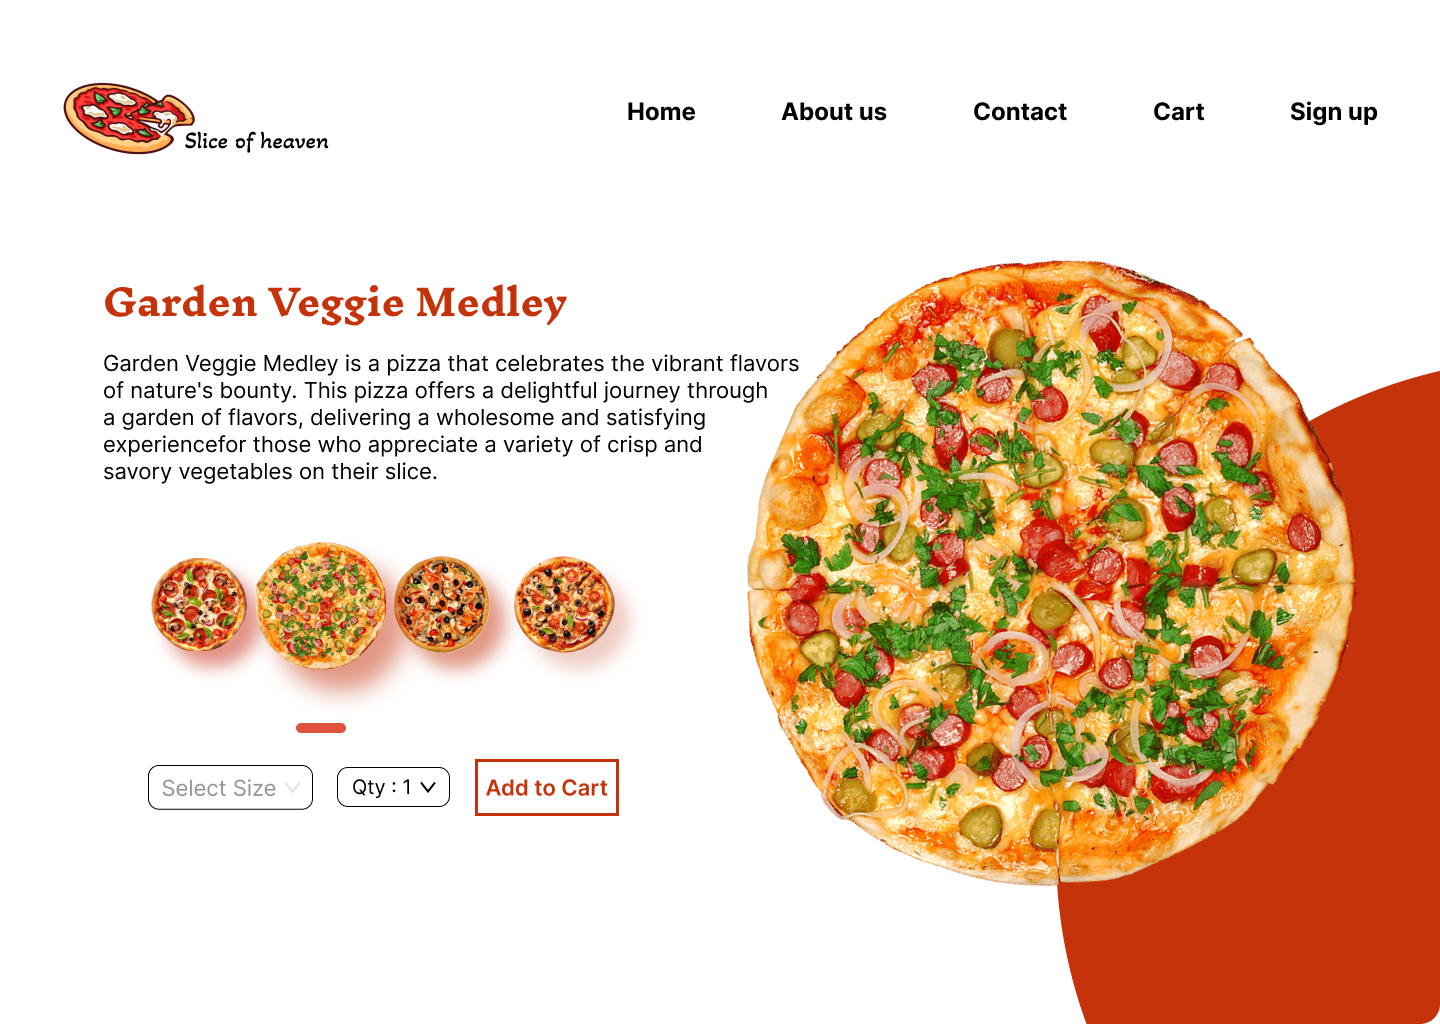 Slice of heaven
Home
About us
Contact
Cart
Sign up
Garden Veggie Medley
Garden Veggie Medley is a pizza that celebrates the vibrant flavors
of nature's bounty. This pizza offers a delightful journey through
a garden of flavors, delivering a wholesome and satisfying
experiencefor those who appreciate a variety of crisp and
savory vegetables on their slice.
Select Size
Qty : 1
Add to Cart